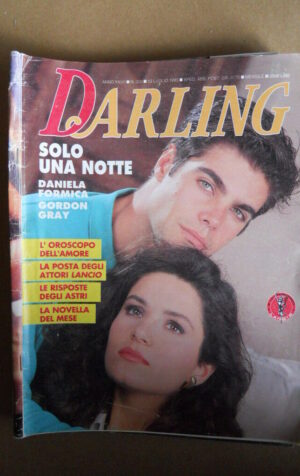 DARLING
SOLO
UNA NOTTE
DANIELA
FORMICA
GORDON
GRAY
L' OROSCOPO
DELL'AMORE
LA POSTA DEGLI
ATTORI LANCIO
LE RISPOSTE
DEGLI ASTRI
LA NOVELLA
DEL MESE